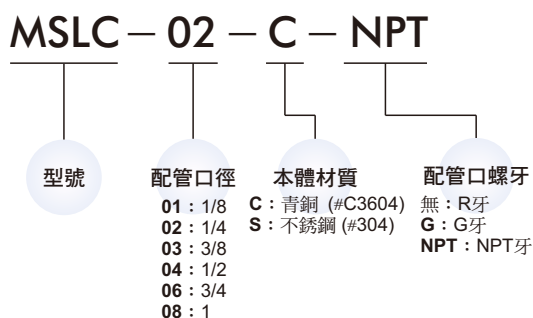 MSLC － 02 － C － NPT
型號
配管口徑
01：1/8
02：1/4
03：3/8
04：1/2
06：3/4
08：1
本體材質
C：青銅 (#C3604)
S：不銹鋼 (#304)
配管口螺牙
無：R牙
G：G牙
NPT：NPT牙